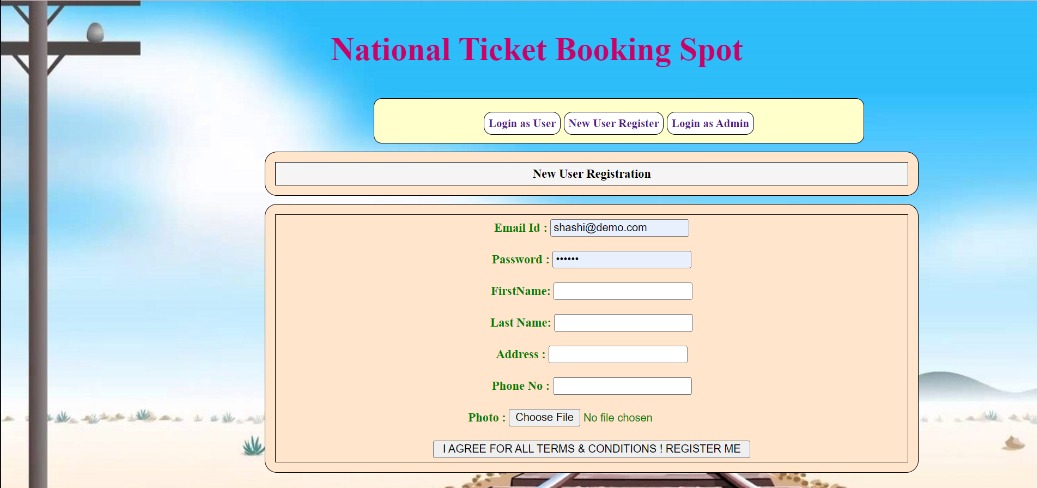 National Ticket Booking Spot
Login as User New User Register Login as Admin
New User Registration
Email Id : shashi@demo.com
Password : ••••••
FirstName:
Last Name:
Address :
Phone No :
Photo : Choose File No file chosen
I AGREE FOR ALL TERMS & CONDITIONS ! REGISTER ME